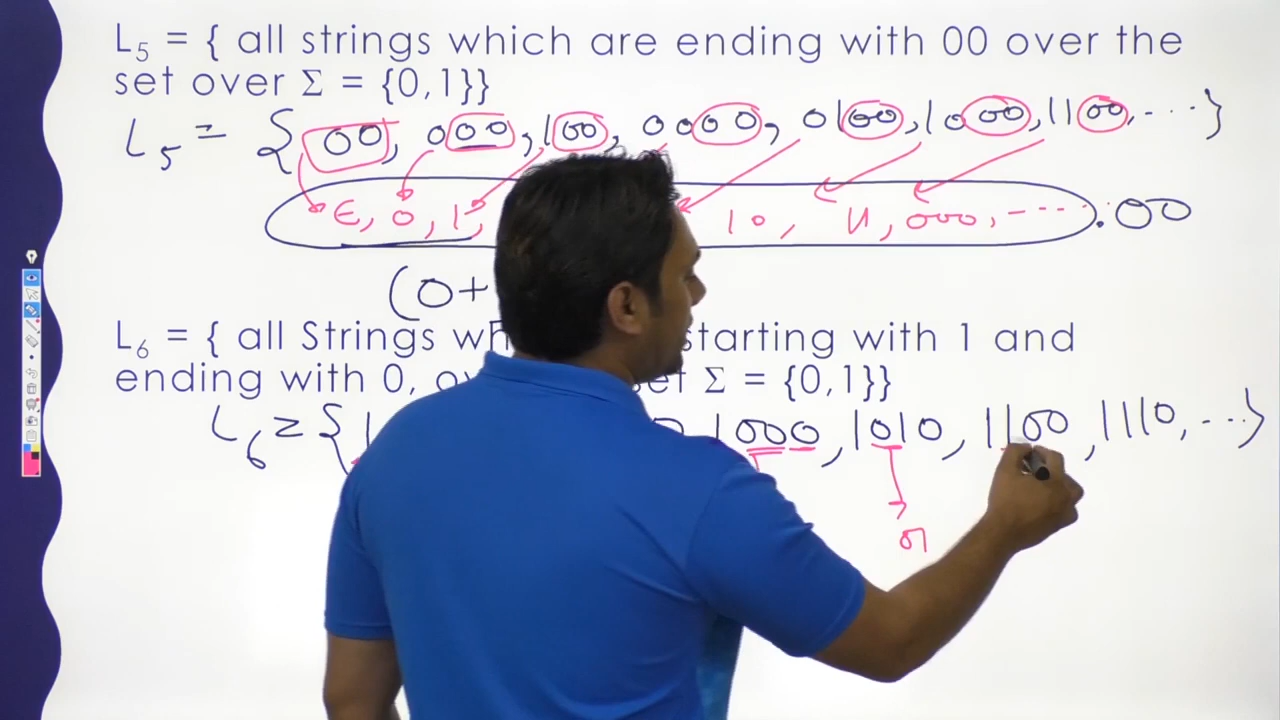 L₅ = { all strings which are ending with 00 over the
set over Σ = {0,1}}
L₅ = { 00, 000, 100, 0000, 0100, 1000, 1100, ... }
ϵ, 0, 1, 10, 11, 000, ---- . 00
(0+
L₆ = { all Strings wh starting with 1 and
ending with 0, ov set Σ = {0,1}}
L₆ = { 1000, 1010, 1100, 1110, ... }
01